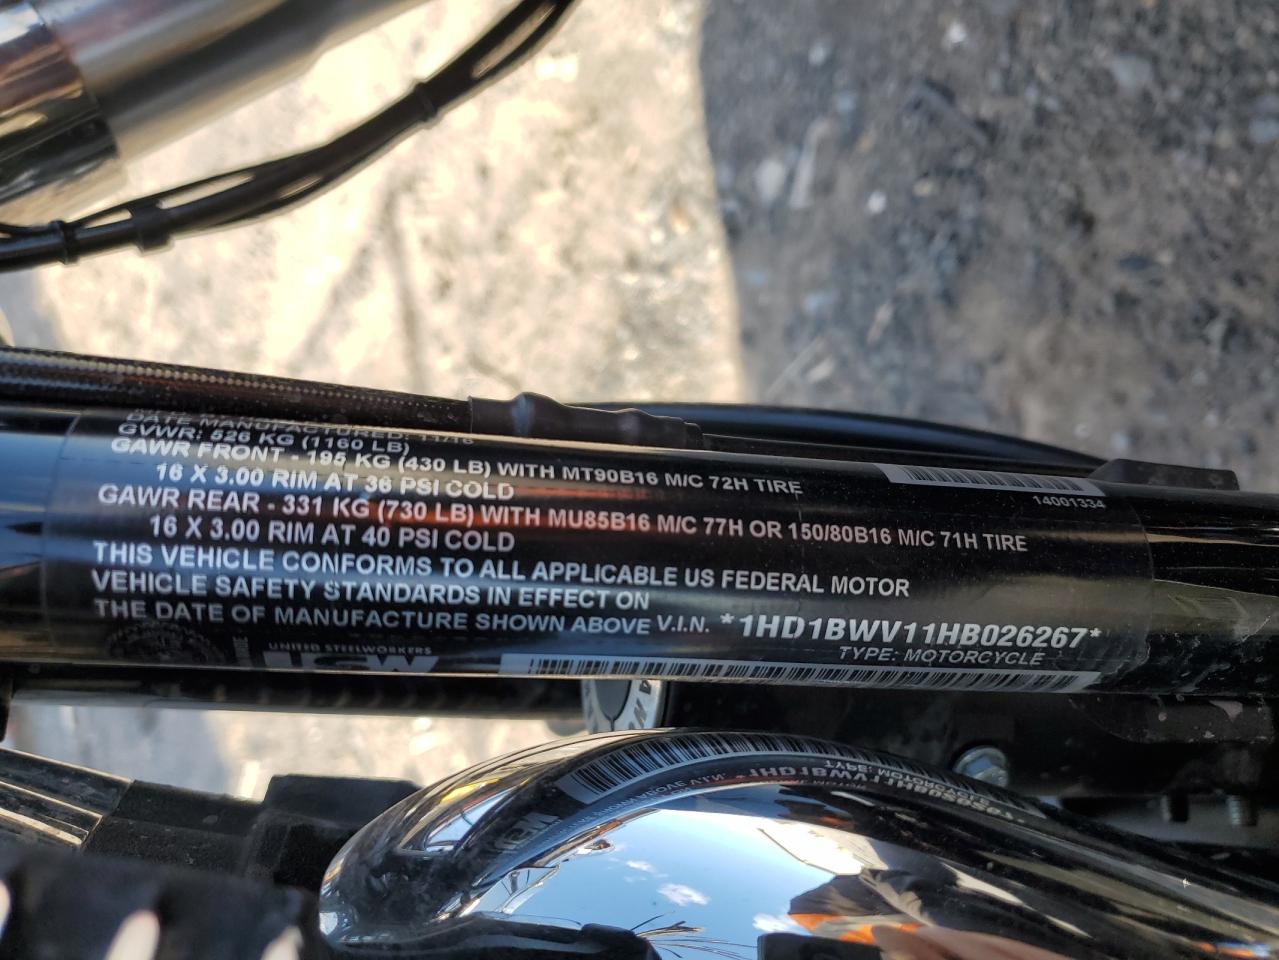 DATE MANUFACTURED: 11/16
GVWR: 526 KG (1160 LB)
GAWR FRONT - 195 KG (430 LB) WITH MT90B16 M/C 72H TIRE
16 X 3.00 RIM AT 36 PSI COLD
14001334
GAWR REAR - 331 KG (730 LB) WITH MU85B16 M/C 77H OR 150/80B16 M/C 71H TIRE
16 X 3.00 RIM AT 40 PSI COLD
THIS VEHICLE CONFORMS TO ALL APPLICABLE US FEDERAL MOTOR
VEHICLE SAFETY STANDARDS IN EFFECT ON
THE DATE OF MANUFACTURE SHOWN ABOVE V.I.N. *1HD1BWV11HB026267*
TYPE: MOTORCYCLE
UNITED STEELWORKERS